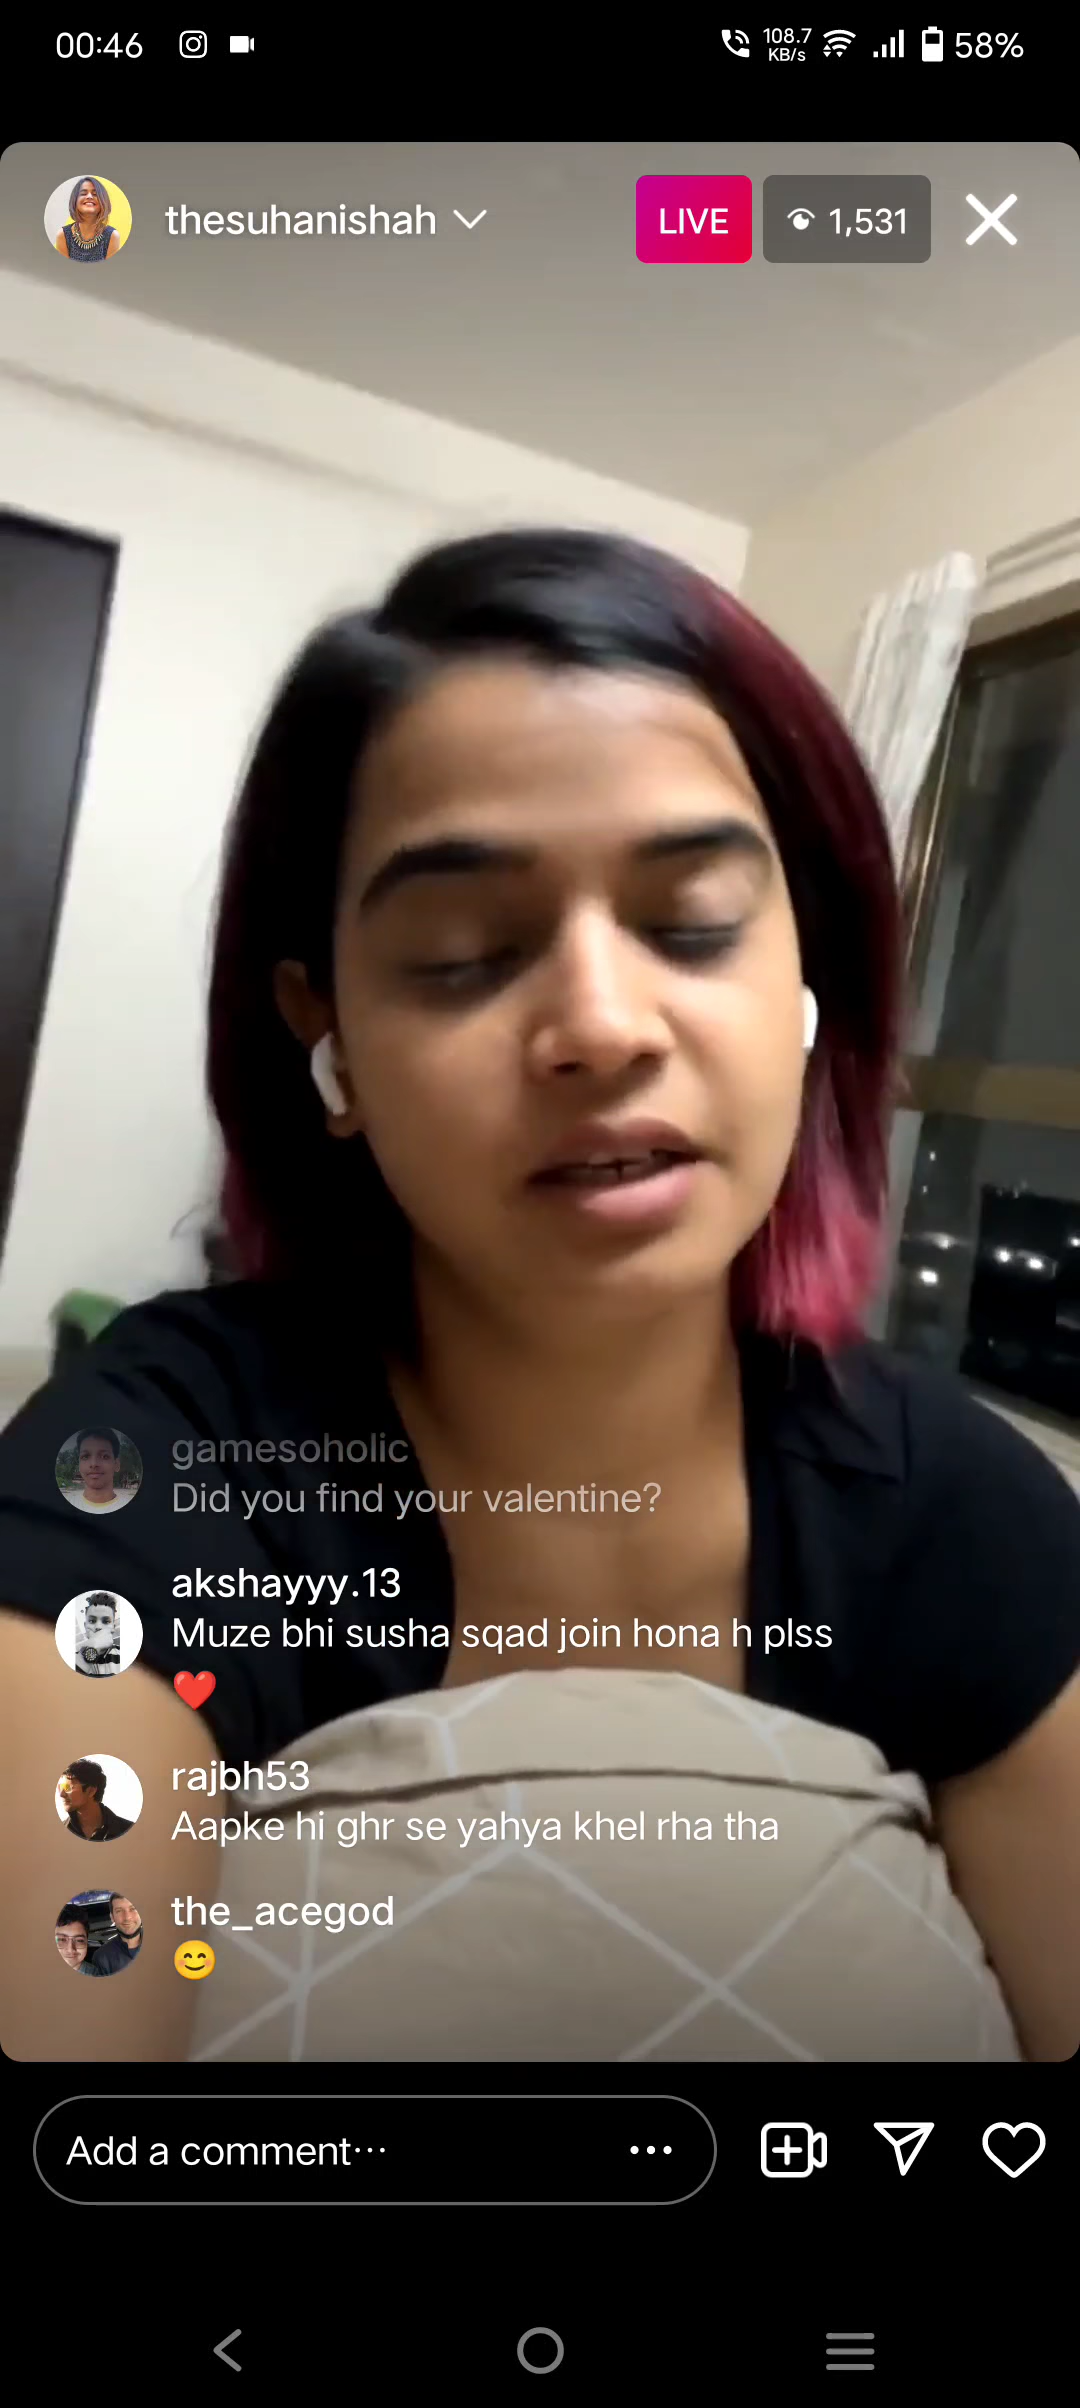 00:46
108.7
KB/s
58%
thesuhanishah
LIVE
1,531
gamesoholic
Did you find your valentine?
akshayyy.13
Muze bhi susha sqad join hona h plss
❤️
rajbh53
Aapke hi ghr se yahya khel rha tha
the_acegod
😊
Add a comment...